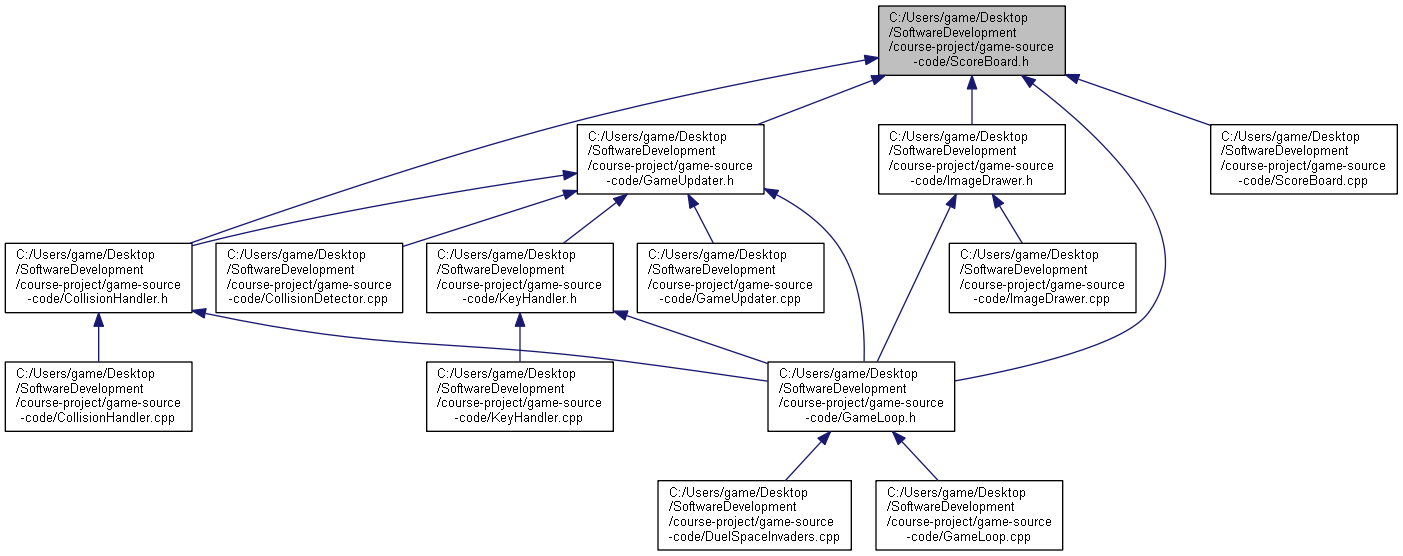 C:/Users/game/Desktop
/SoftwareDevelopment
/course-project/game-source
-code/ScoreBoard.h
C:/Users/game/Desktop
/SoftwareDevelopment
/course-project/game-source
-code/GameUpdater.h
C:/Users/game/Desktop
/SoftwareDevelopment
/course-project/game-source
-code/ImageDrawer.h
C:/Users/game/Desktop
/SoftwareDevelopment
/course-project/game-source
-code/ScoreBoard.cpp
C:/Users/game/Desktop
/SoftwareDevelopment
/course-project/game-source
-code/CollisionHandler.h
C:/Users/game/Desktop
/SoftwareDevelopment
/course-project/game-source
-code/CollisionDetector.cpp
C:/Users/game/Desktop
/SoftwareDevelopment
/course-project/game-source
-code/KeyHandler.h
C:/Users/game/Desktop
/SoftwareDevelopment
/course-project/game-source
-code/GameUpdater.cpp
C:/Users/game/Desktop
/SoftwareDevelopment
/course-project/game-source
-code/ImageDrawer.cpp
C:/Users/game/Desktop
/SoftwareDevelopment
/course-project/game-source
-code/CollisionHandler.cpp
C:/Users/game/Desktop
/SoftwareDevelopment
/course-project/game-source
-code/KeyHandler.cpp
C:/Users/game/Desktop
/SoftwareDevelopment
/course-project/game-source
-code/GameLoop.h
C:/Users/game/Desktop
/SoftwareDevelopment
/course-project/game-source
-code/DuelSpaceInvaders.cpp
C:/Users/game/Desktop
/SoftwareDevelopment
/course-project/game-source
-code/GameLoop.cpp